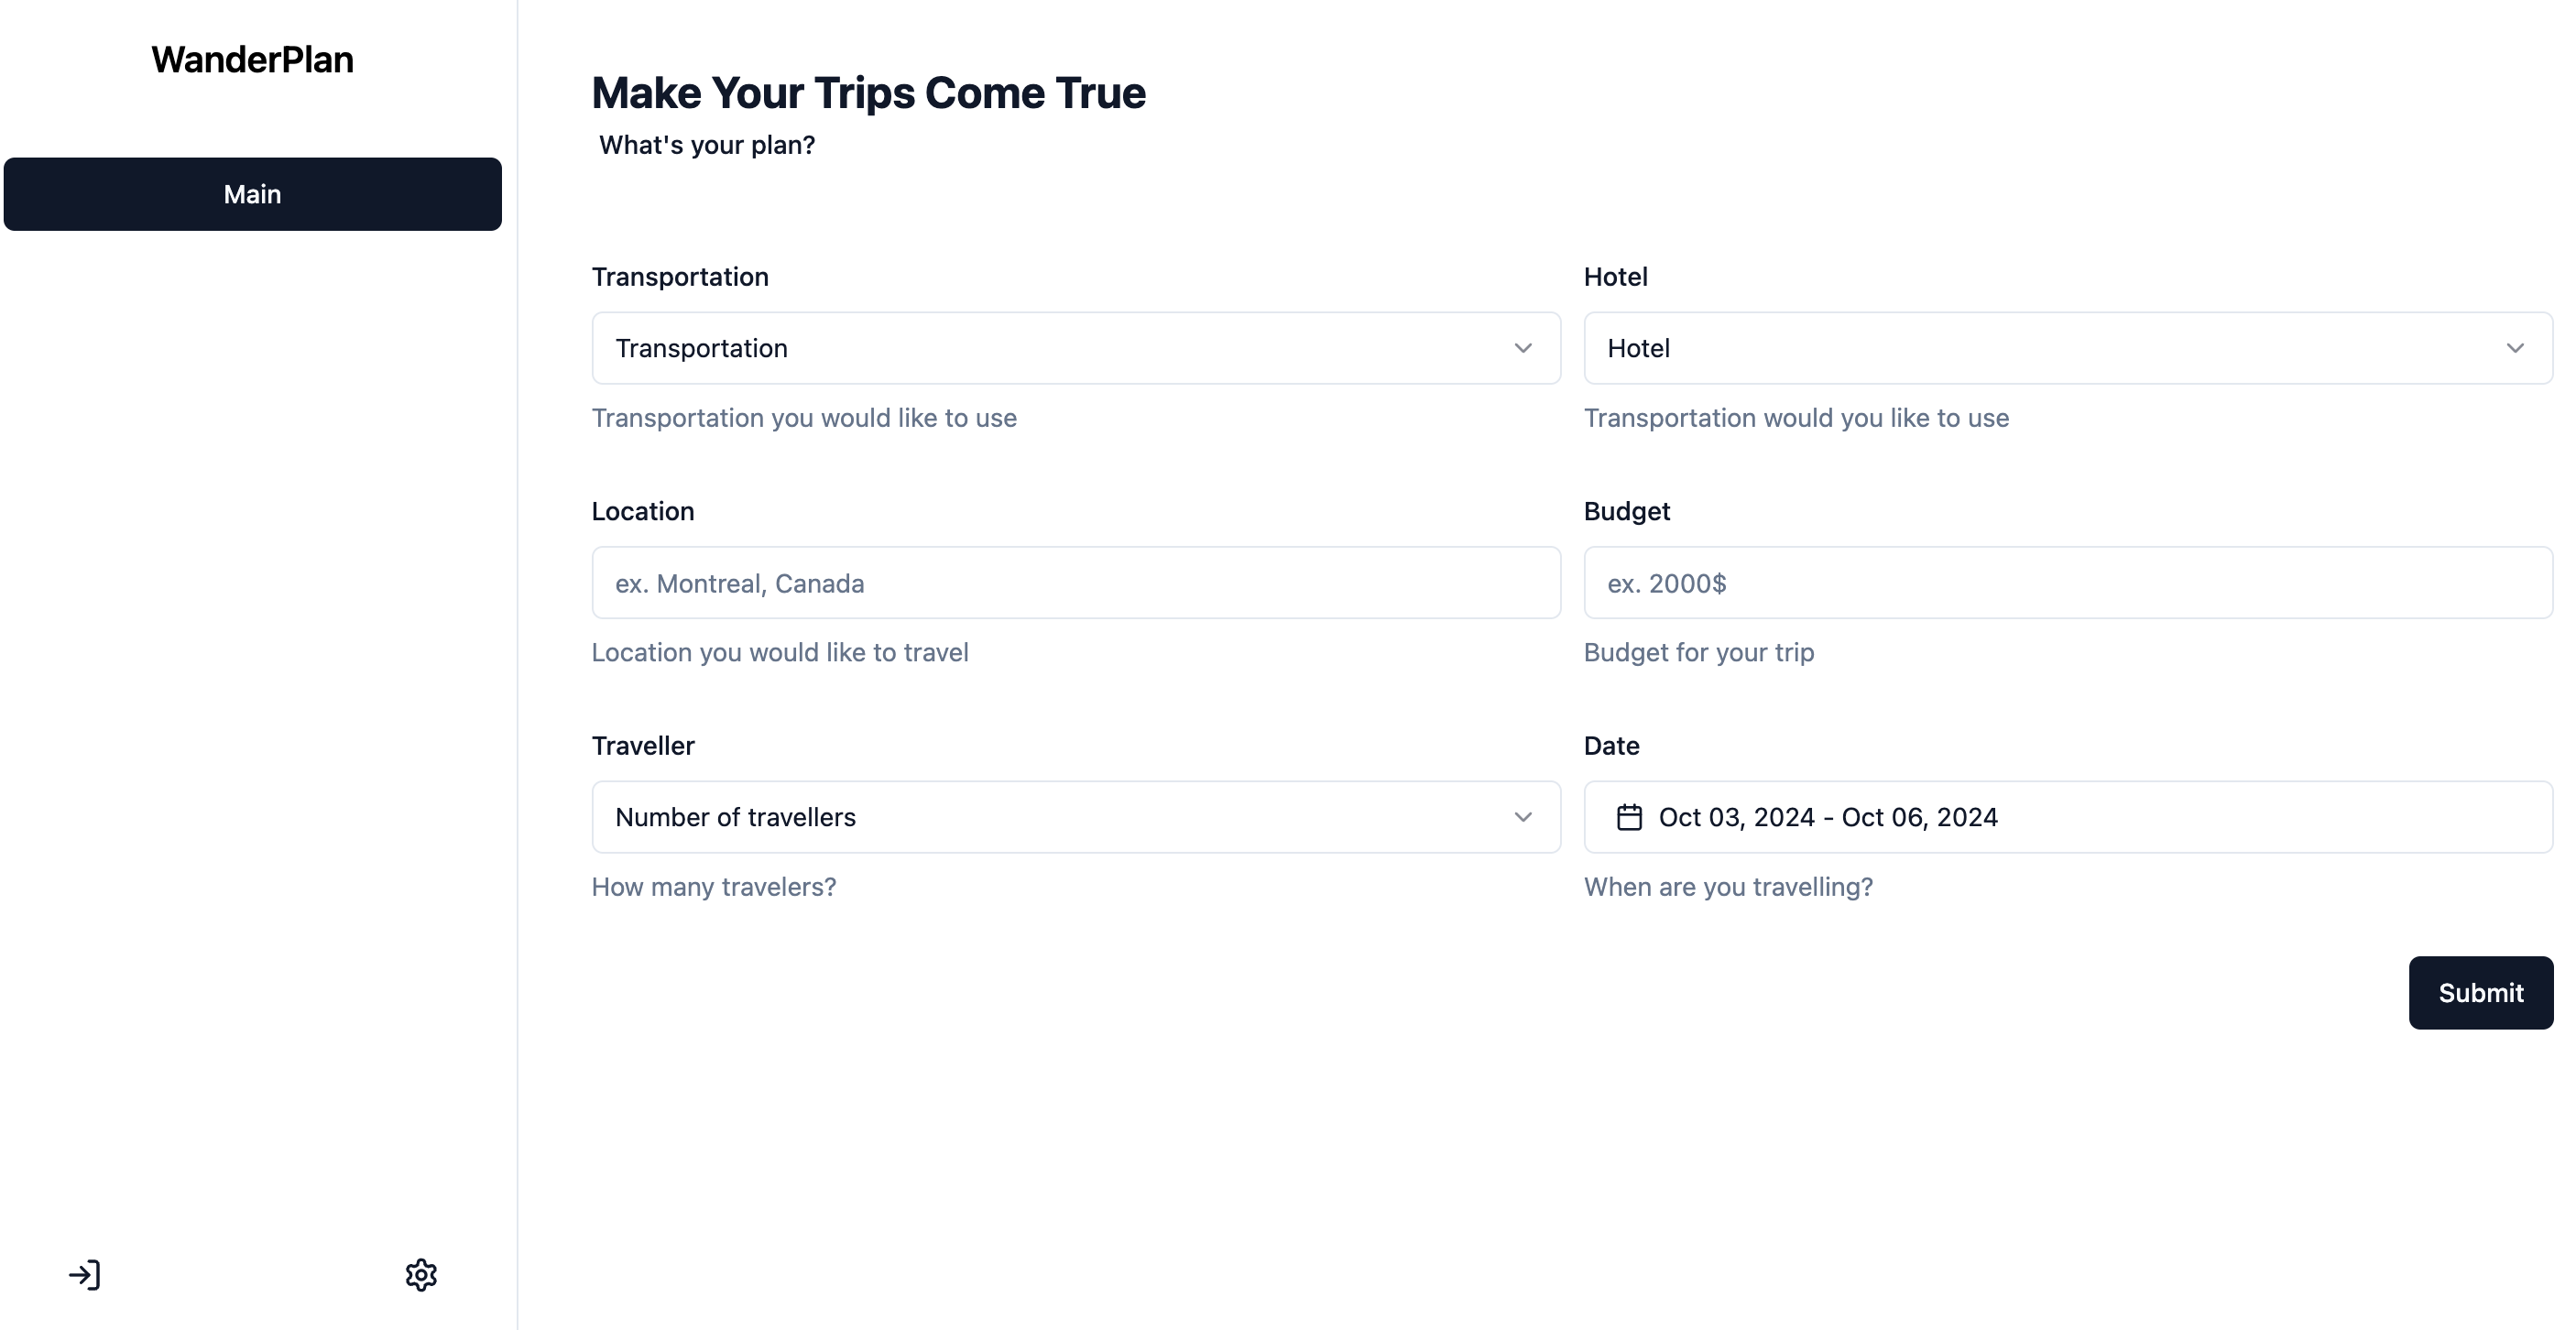 WanderPlan
Main
Make Your Trips Come True
What's your plan?
Transportation
Transportation
Transportation you would like to use
Hotel
Hotel
Transportation would you like to use
Location
ex. Montreal, Canada
Location you would like to travel
Budget
ex. 2000$
Budget for your trip
Traveller
Number of travellers
How many travelers?
Date
Oct 03, 2024 - Oct 06, 2024
When are you travelling?
Submit